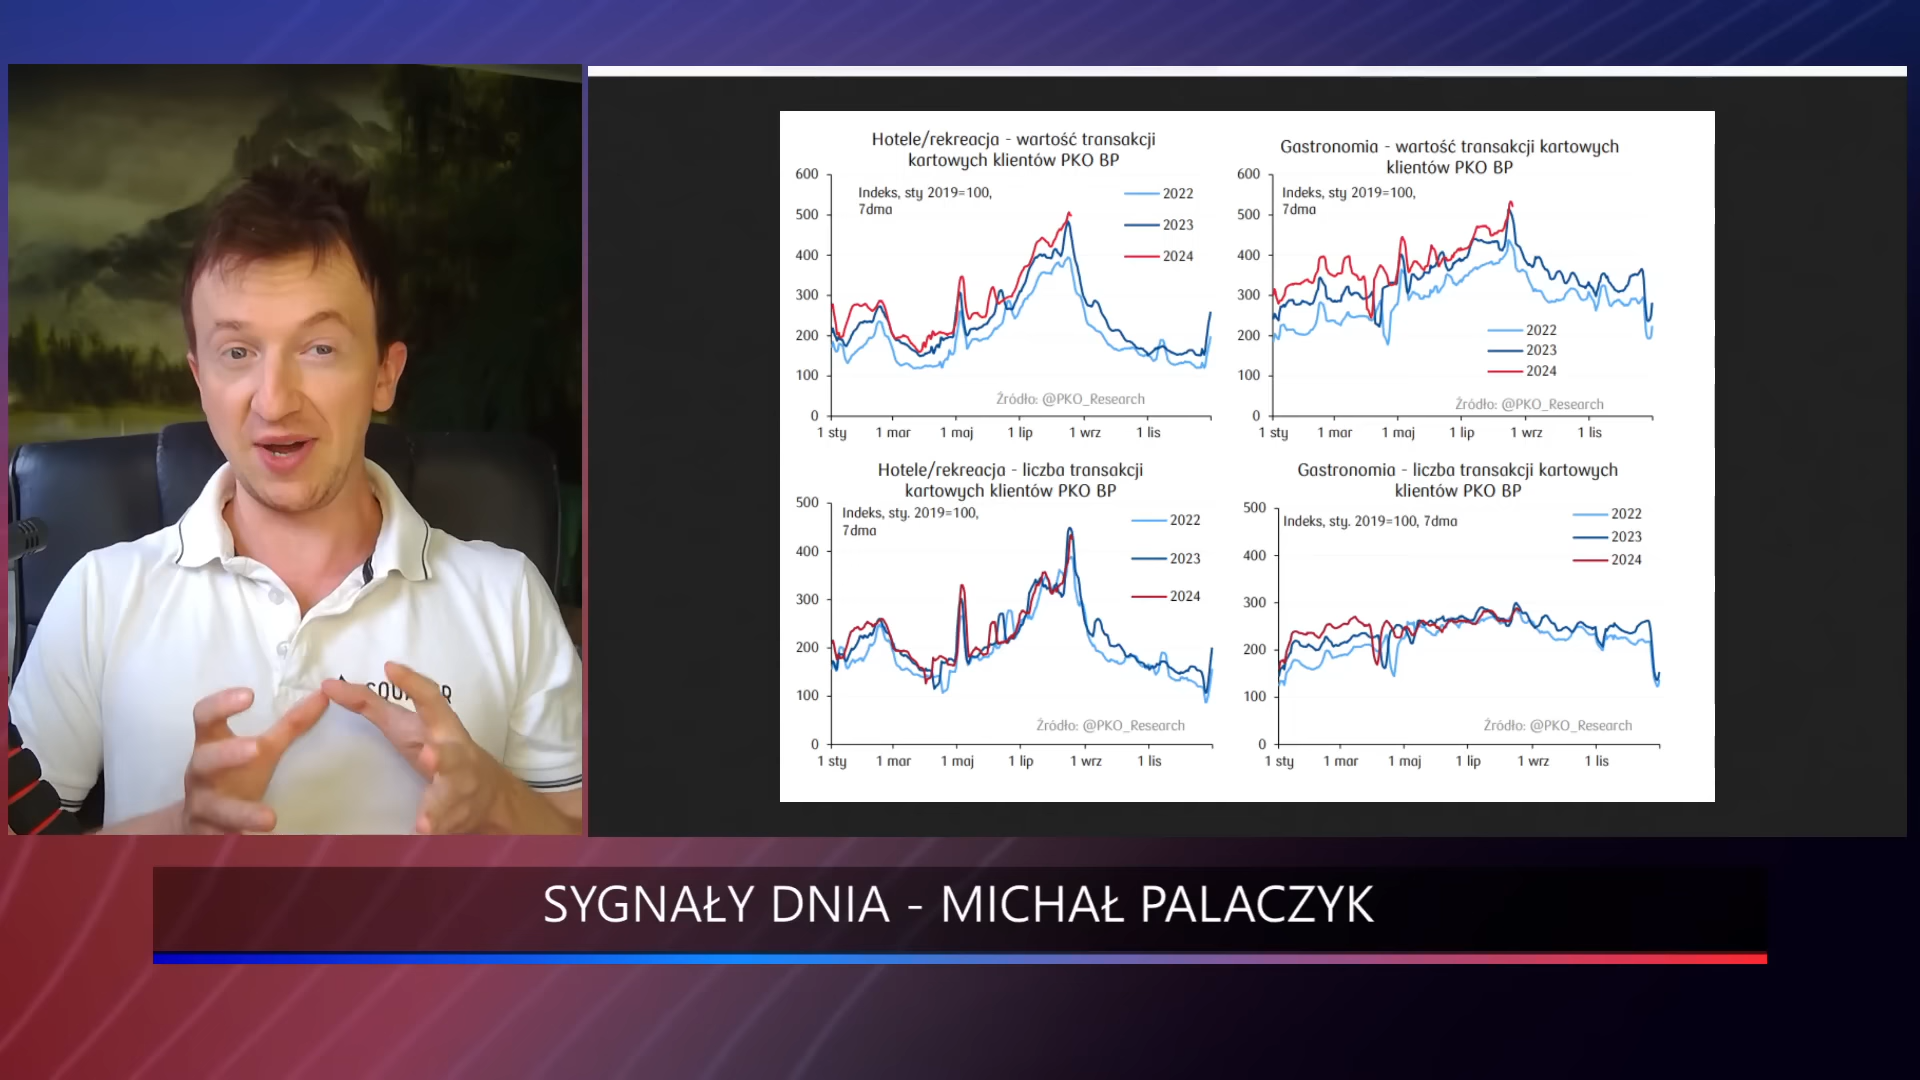 Hotele/rekreacja - wartość transakcji
kartowych klientów PKO BP
600
500
400
300
200
100
0
Indeks, sty 2019=100,
7dma
2022
2023
2024
Źródło: @PKO_Research
1 sty 1 mar 1 maj 1 lip 1 wrz 1 lis
Gastronomia - wartość transakcji kartowych
klientów PKO BP
600
500
400
300
200
100
0
Indeks, sty 2019=100,
7dma
2022
2023
2024
Źródło: @PKO_Research
1 sty 1 mar 1 maj 1 lip 1 wrz 1 lis
Hotele/rekreacja - liczba transakcji
kartowych klientów PKO BP
500
400
300
200
100
0
Indeks, sty. 2019=100,
7dma
2022
2023
2024
Źródło: @PKO_Research
1 sty 1 mar 1 maj 1 lip 1 wrz 1 lis
Gastronomia - liczba transakcji kartowych
klientów PKO BP
500
400
300
200
100
0
Indeks, sty. 2019=100, 7dma
2022
2023
2024
Źródło: @PKO_Research
1 sty 1 mar 1 maj 1 lip 1 wrz 1 lis
SYGNAŁY DNIA - MICHAŁ PALACZYK